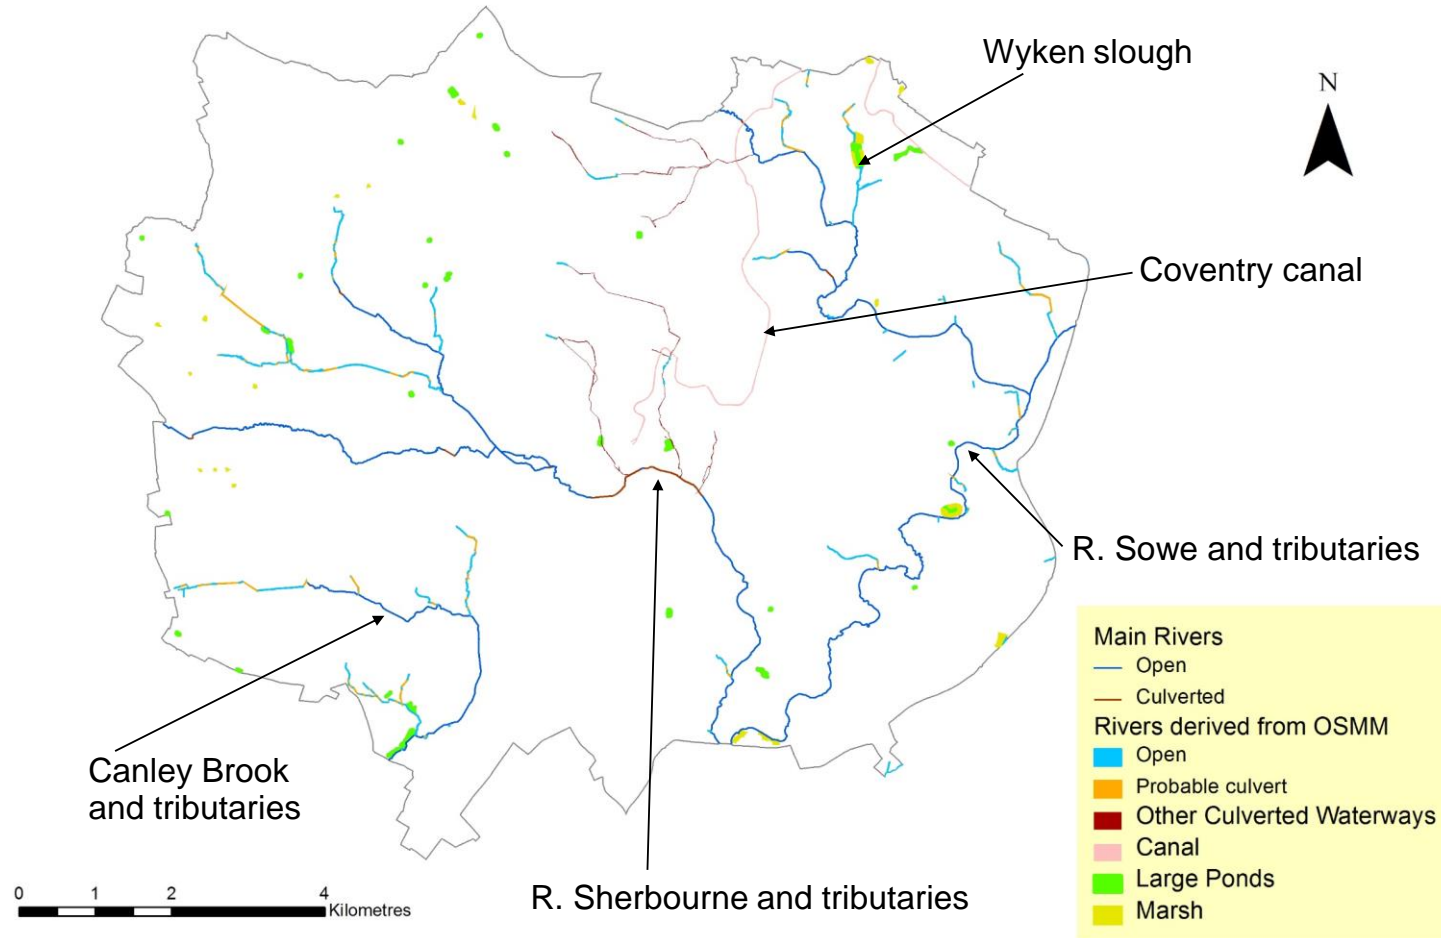 Wyken slough
N
Coventry canal
R. Sowe and tributaries
Canley Brook
and tributaries
R. Sherbourne and tributaries
0 1 2 4
Kilometres
Main Rivers
Open
Culverted
Rivers derived from OSMM
Open
Probable culvert
Other Culverted Waterways
Canal
Large Ponds
Marsh